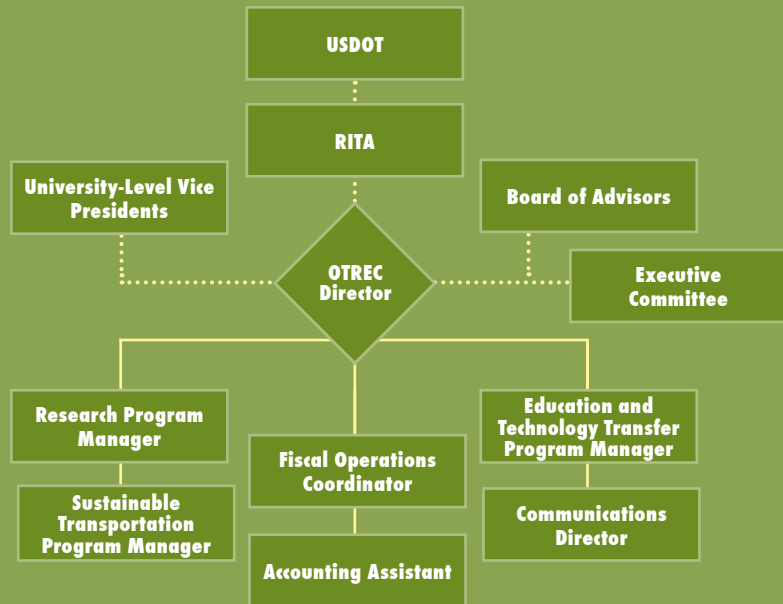 USDOT
RITA
University-Level Vice
Presidents
Board of Advisors
OTREC
Director
Executive
Committee
Research Program
Manager
Education and
Technology Transfer
Program Manager
Fiscal Operations
Coordinator
Sustainable
Transportation
Program Manager
Communications
Director
Accounting Assistant